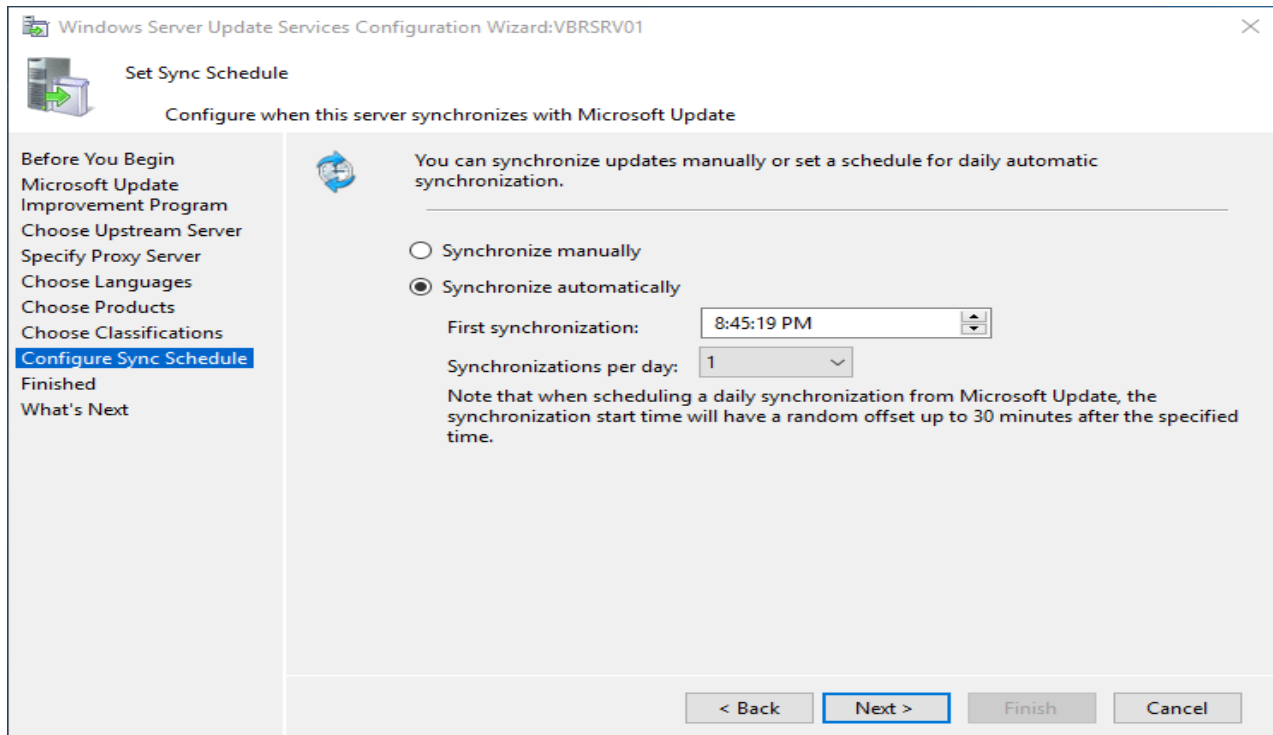 Windows Server Update Services Configuration Wizard:VBRSRV01
Set Sync Schedule
Configure when this server synchronizes with Microsoft Update
Before You Begin
Microsoft Update
Improvement Program
Choose Upstream Server
Specify Proxy Server
Choose Languages
Choose Products
Choose Classifications
Configure Sync Schedule
Finished
What's Next
You can synchronize updates manually or set a schedule for daily automatic
synchronization.
Synchronize manually
Synchronize automatically
First synchronization: 8:45:19 PM
Synchronizations per day: 1
Note that when scheduling a daily synchronization from Microsoft Update, the
synchronization start time will have a random offset up to 30 minutes after the specified
time.
< Back Next > Finish Cancel